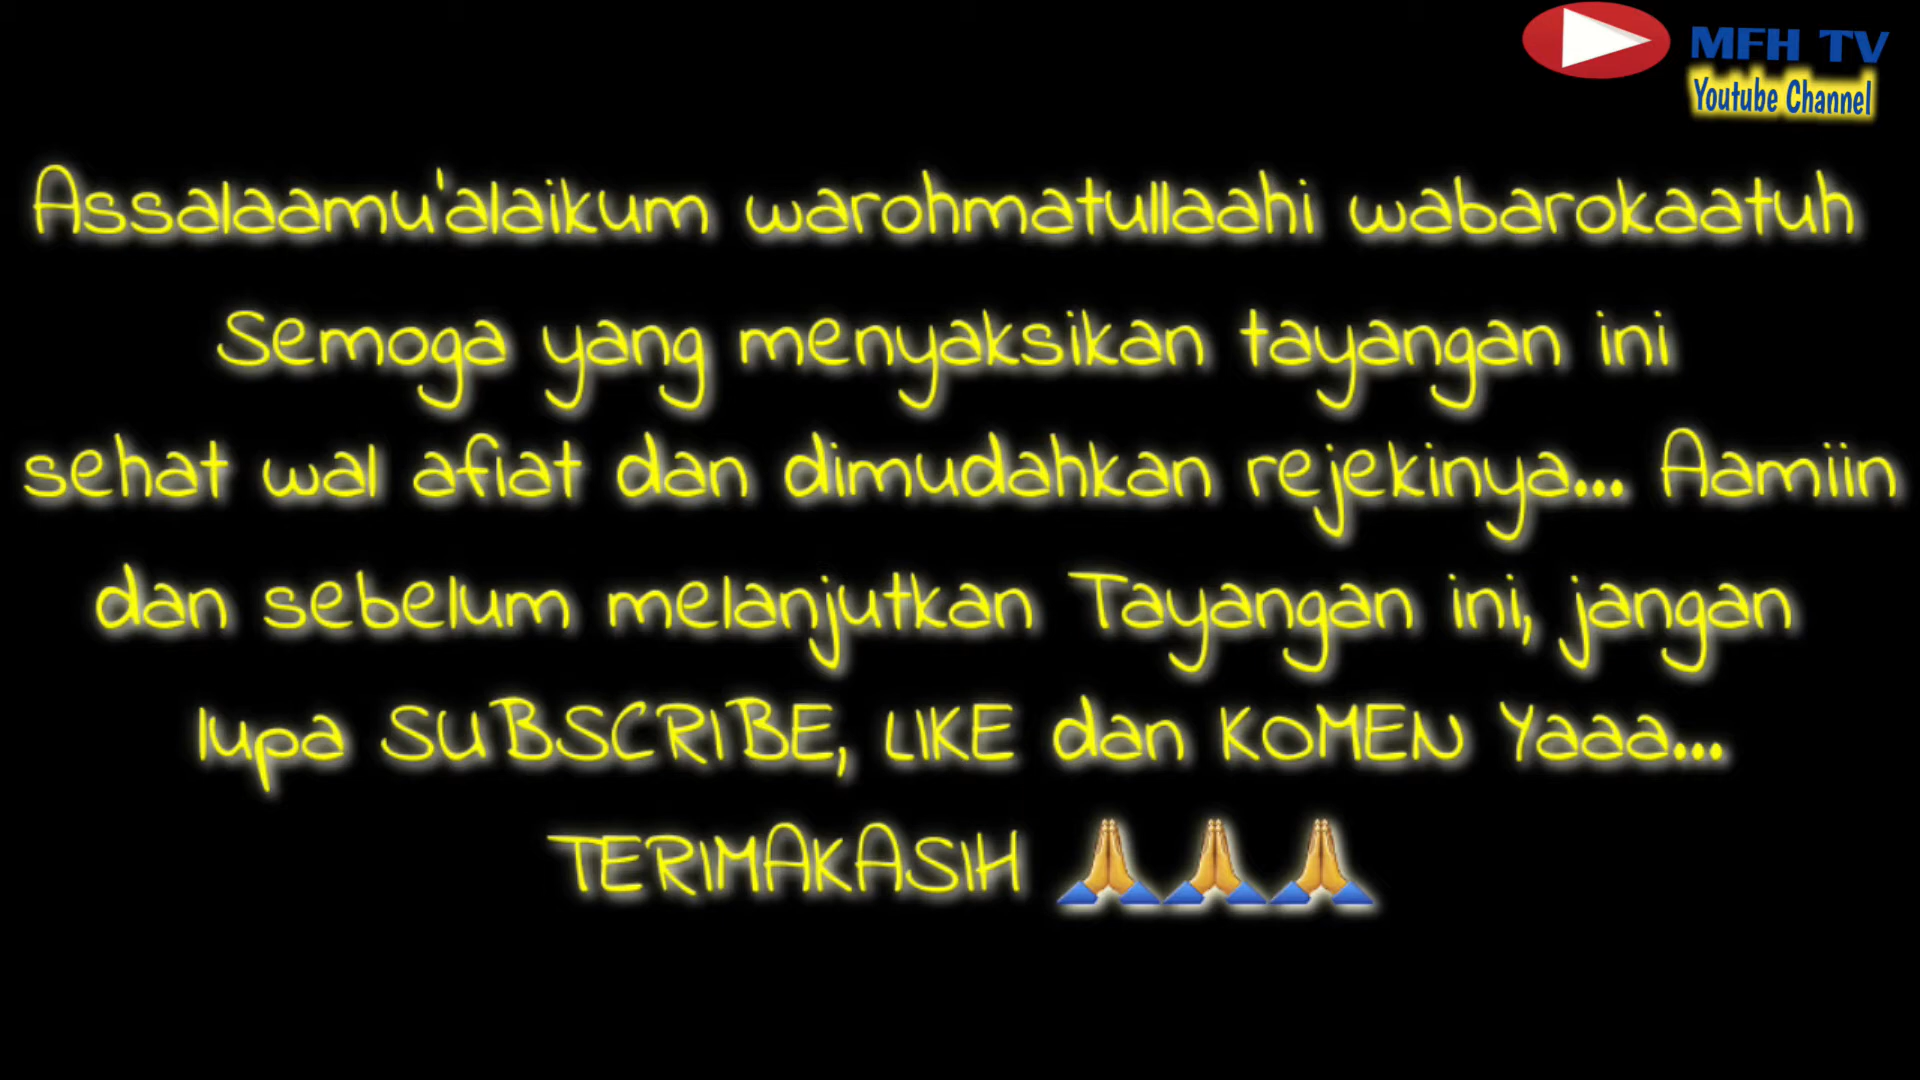 MFH TV
Youtube Channel
Assalaamu'alaikum warohmatullaahi wabarokaatuh
Semoga yang menyaksikan tayangan ini
sehat wal afiat dan dimudahkan rejekinya... Aamiin
dan sebelum melanjutkan Tayangan ini, jangan
lupa SUBSCRIBE, LIKE dan KOMEN Yaaa...
TERIMAKASIH 🙏🙏🙏